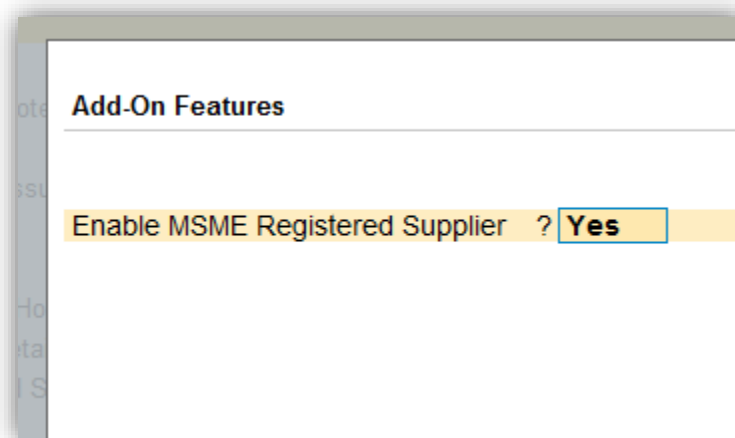 Add-On Features
Enable MSME Registered Supplier ? Yes